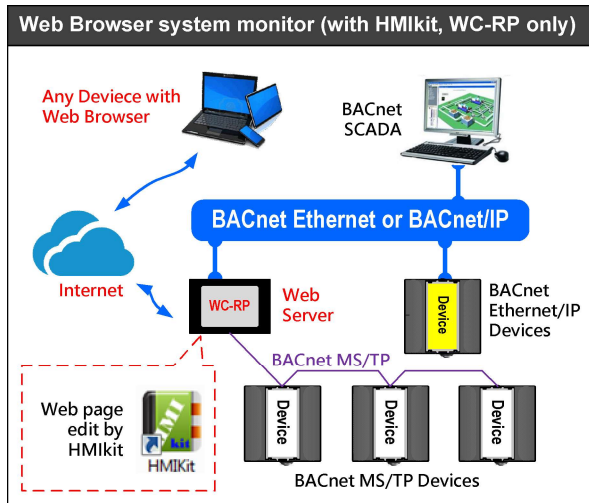 Web Browser system monitor (with HMIkit, WC-RP only)
Any Deviece with
Web Browser
BACnet
SCADA
BACnet Ethernet or BACnet/IP
Internet
WC-RP
Web
Server
Device
BACnet
Ethernet/IP
Devices
BACnet MS/TP
Web page
edit by
HMIkit
HMI
kit
HMIKit
Device
Device
Device
BACnet MS/TP Devices